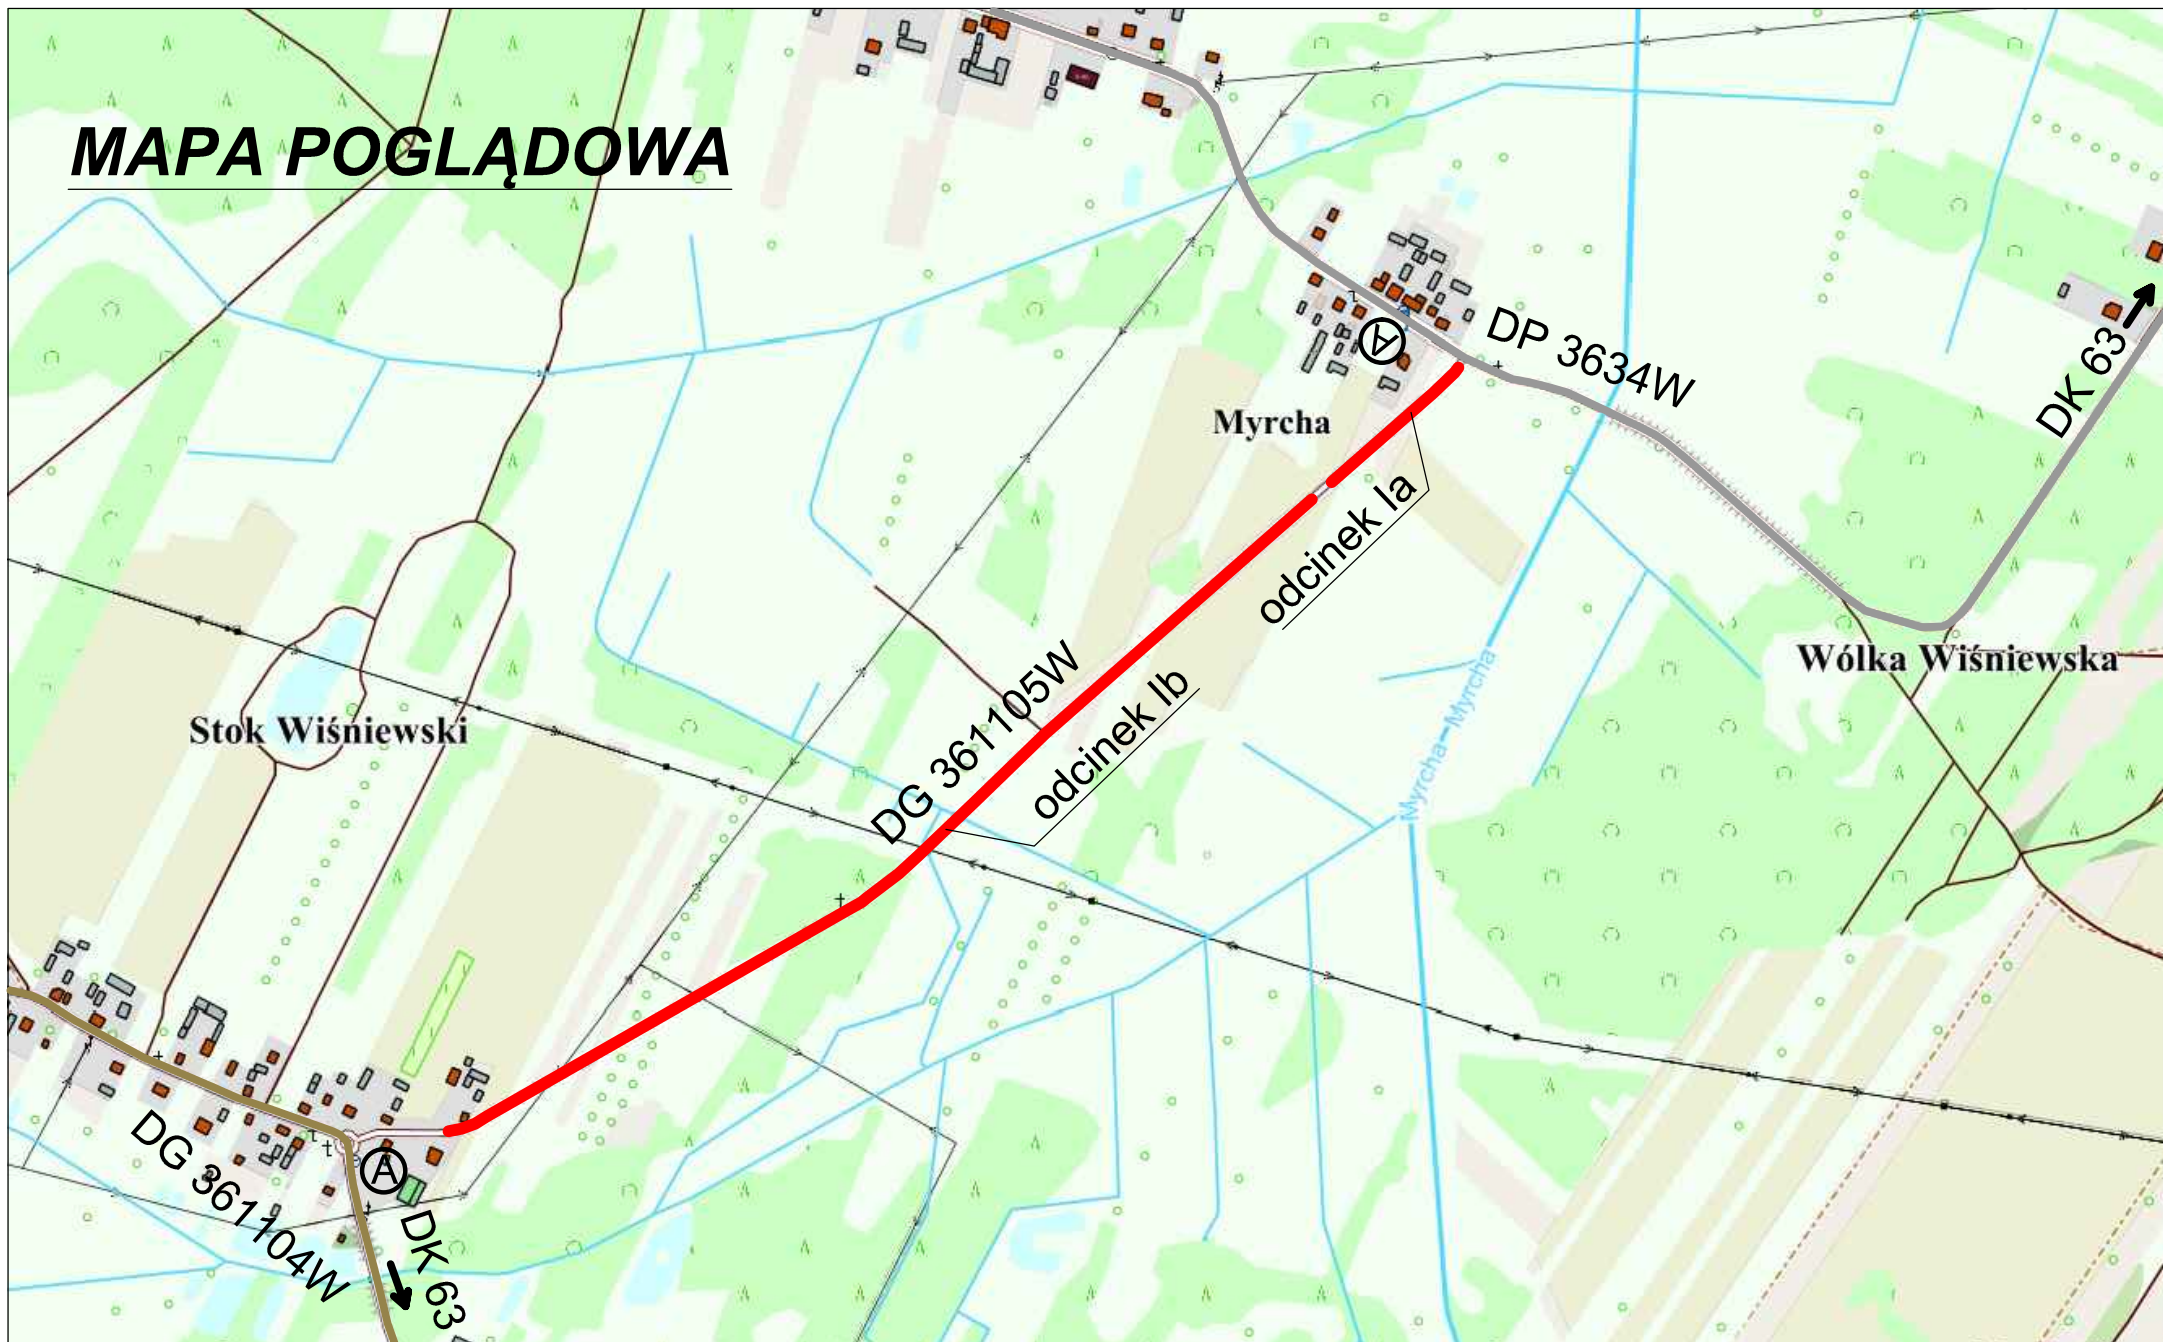 MAPA POGLĄDOWA
A
DP 3634W
DK 63
Myrcha
odcinek Ia
Wólka Wiśniewska
Myrcha-Myrcha
DG 361105W
odcinek Ib
Stok Wiśniewski
DG 361104W
A
DK 63